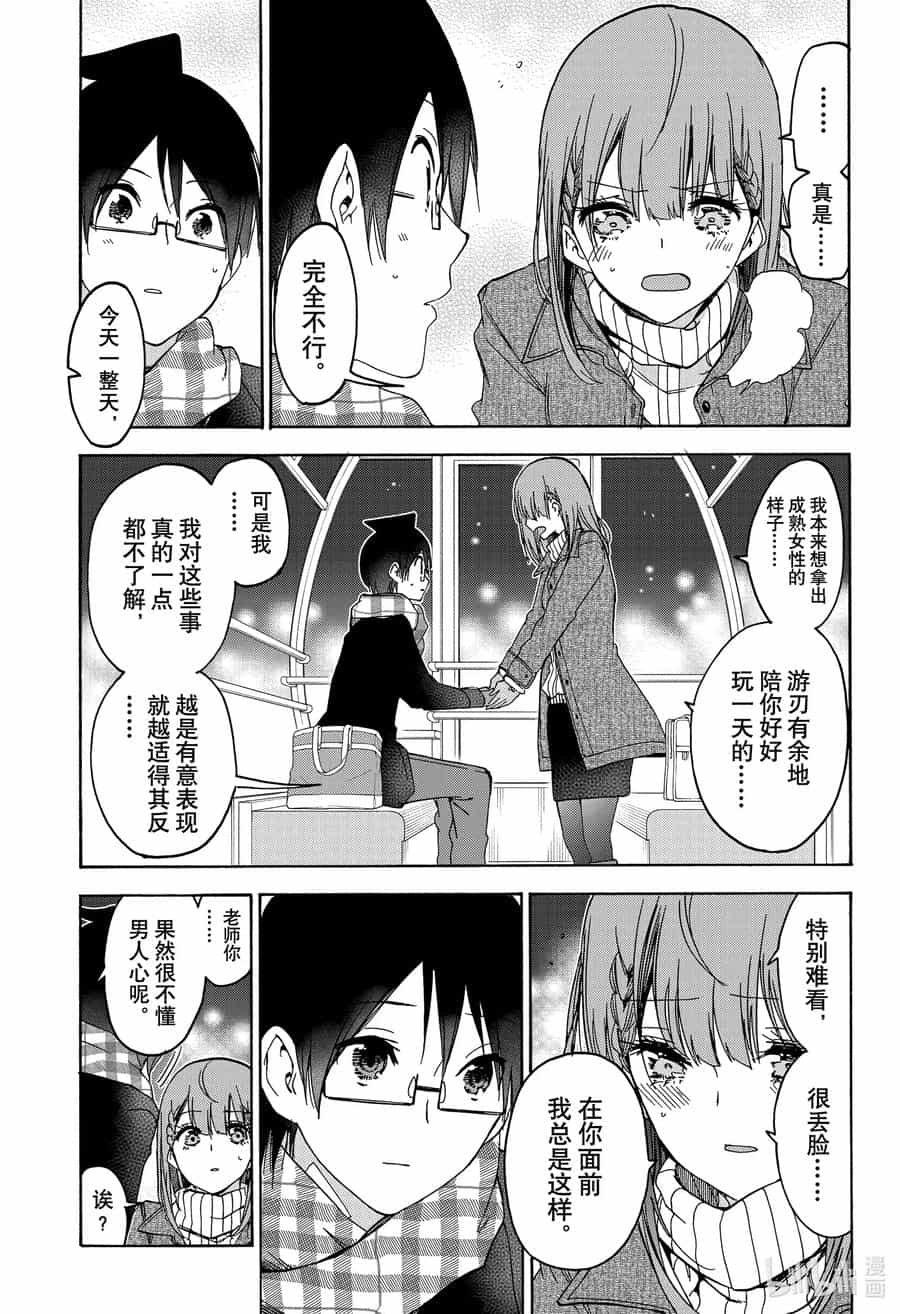 ……
真是……
完全不行。
今天一整天，
我本来想拿出
成熟女性的
样子……
游刃有余地
陪你好好
玩一天的……
可是我
……
我对这些事
真的一点
都不了解，
越是有意表现
就越适得其反
……
特别难看，
很丢脸……
在你面前
我总是这样。
老师你
……
果然很不懂
男人心呢。
诶？
bilibili
漫画